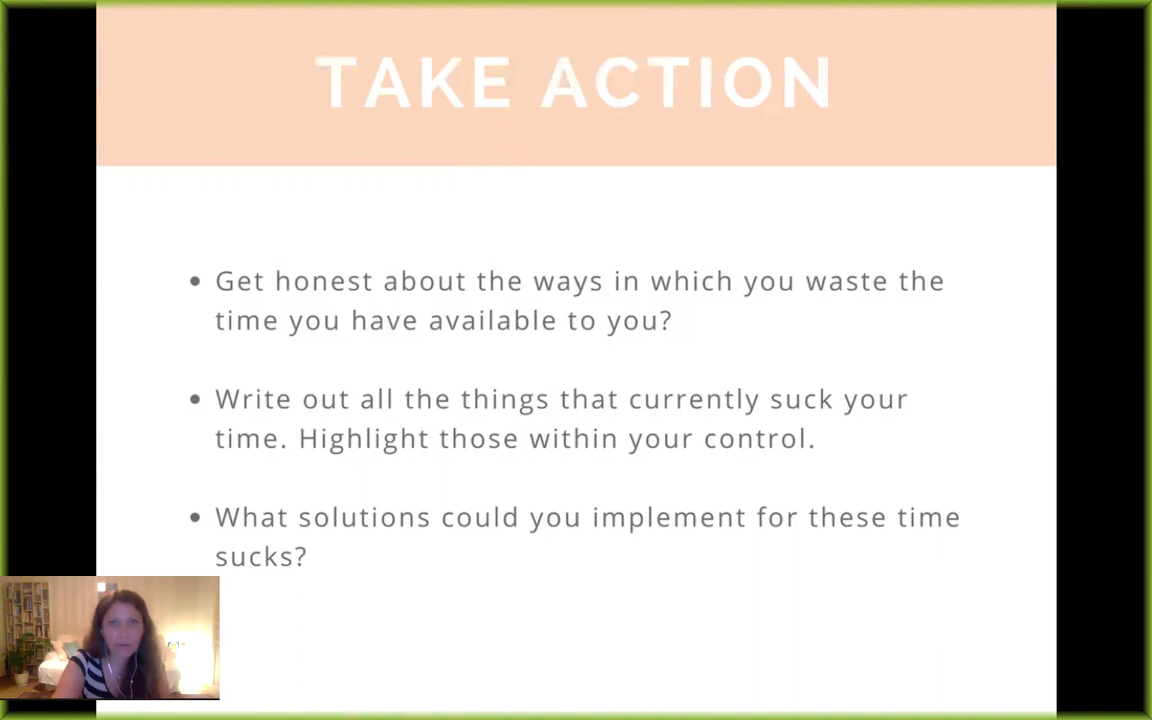 TAKE ACTION
• Get honest about the ways in which you waste the
time you have available to you?
• Write out all the things that currently suck your
time. Highlight those within your control.
• What solutions could you implement for these time
sucks?